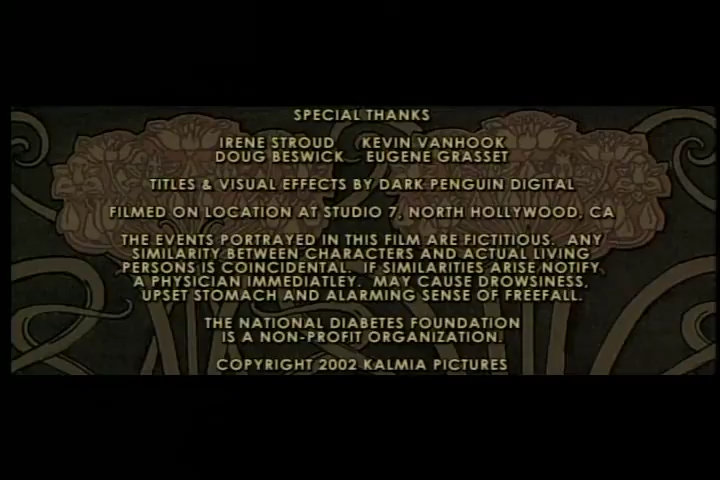 SPECIAL THANKS
IRENE STROUD KEVIN VANHOOK
DOUG BESWICK EUGENE GRASSET
TITLES & VISUAL EFFECTS BY DARK PENGUIN DIGITAL
FILMED ON LOCATION AT STUDIO 7, NORTH HOLLYWOOD, CA
THE EVENTS PORTRAYED IN THIS FILM ARE FICTITIOUS. ANY
SIMILARITY BETWEEN CHARACTERS AND ACTUAL LIVING
PERSONS IS COINCIDENTAL. IF SIMILARITIES ARISE NOTIFY
A PHYSICIAN IMMEDIATLEY. MAY CAUSE DROWSINESS,
UPSET STOMACH AND ALARMING SENSE OF FREEFALL.
THE NATIONAL DIABETES FOUNDATION
IS A NON-PROFIT ORGANIZATION.
COPYRIGHT 2002 KALMIA PICTURES